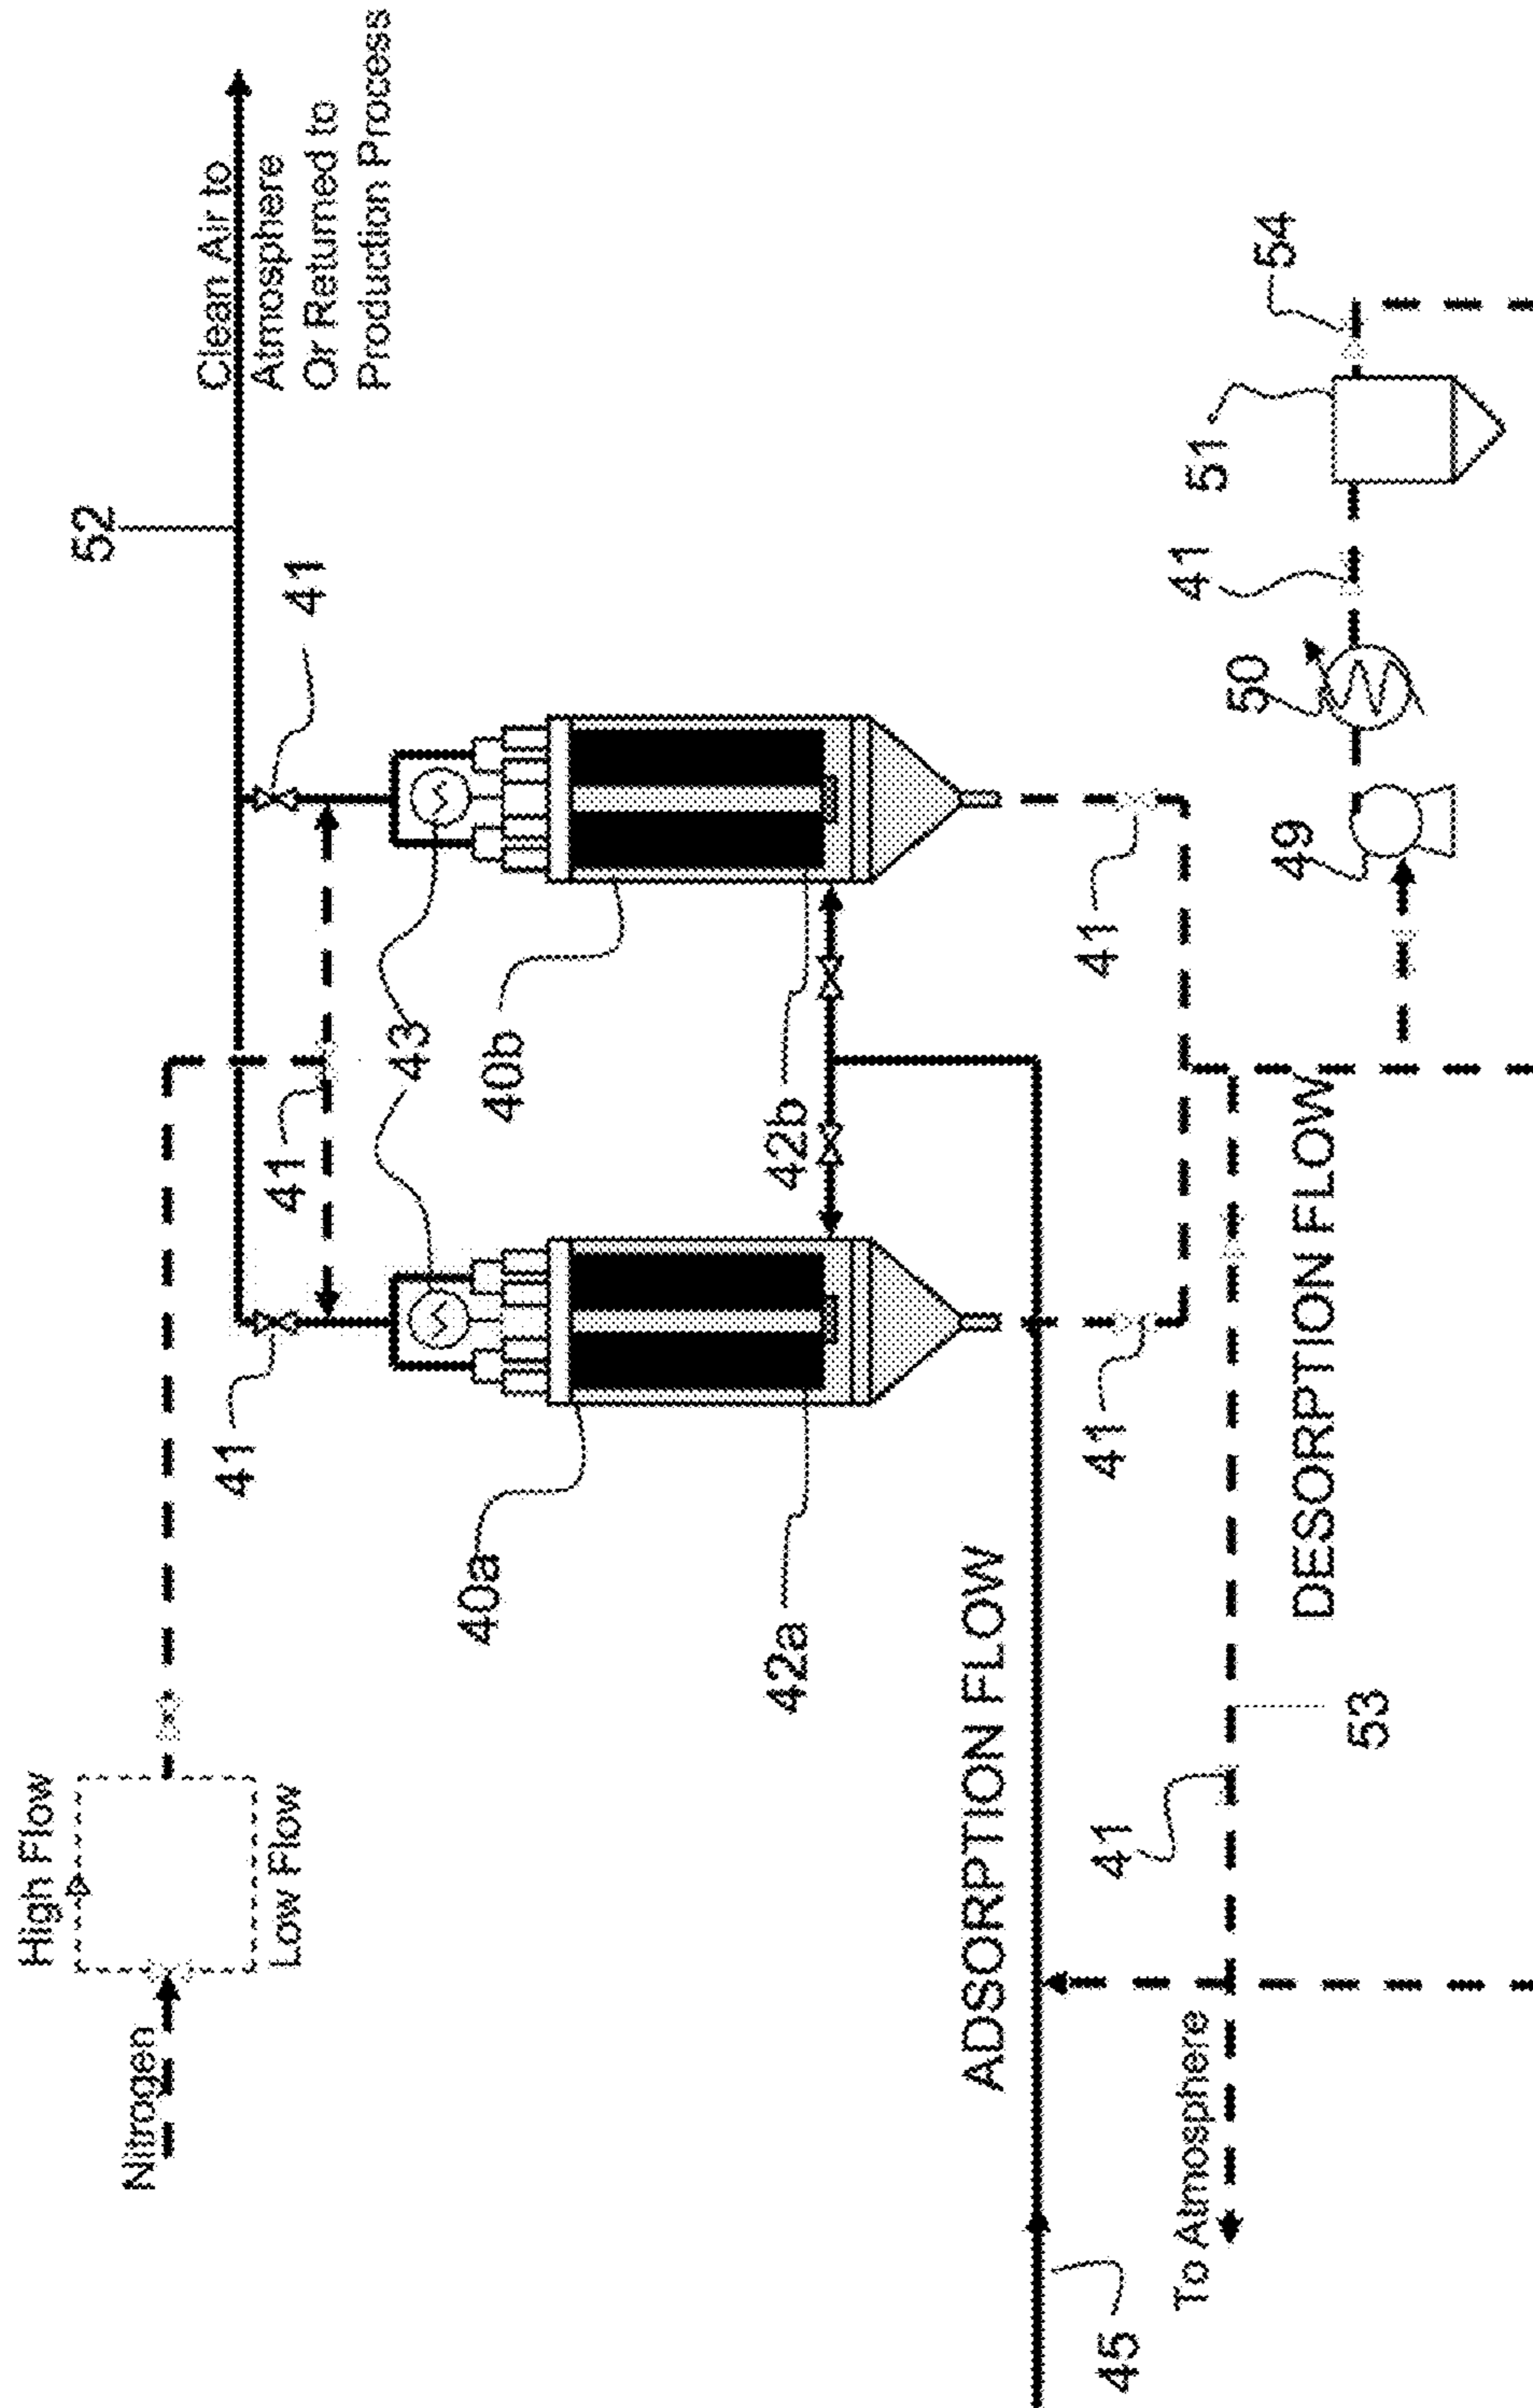 High Flow
52
Nitrogen
Low Flow
Clean Air to
Atmosphere
Or Returned to
Production Process
41
41
41
43
40a
40b
42a
42b
ADSORPTION FLOW
45
41
41
41
To Atmosphere
41
51
54
50
49
DESORPTION FLOW
53